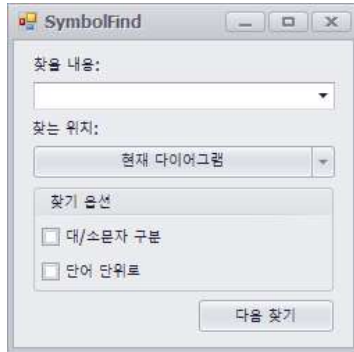 SymbolFind
찾을 내용:
찾는 위치:
현재 다이어그램
찾기 옵션
대/소문자 구분
단어 단위로
다음 찾기